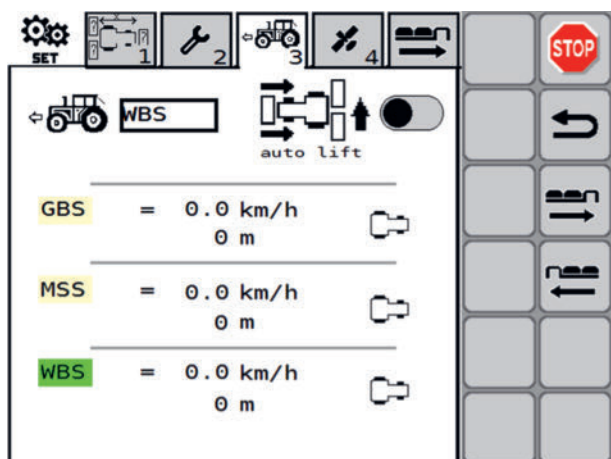 SET 1 2 3 4
STOP
WBS
auto lift
GBS = 0.0 km/h
0 m
MSS = 0.0 km/h
0 m
WBS = 0.0 km/h
0 m